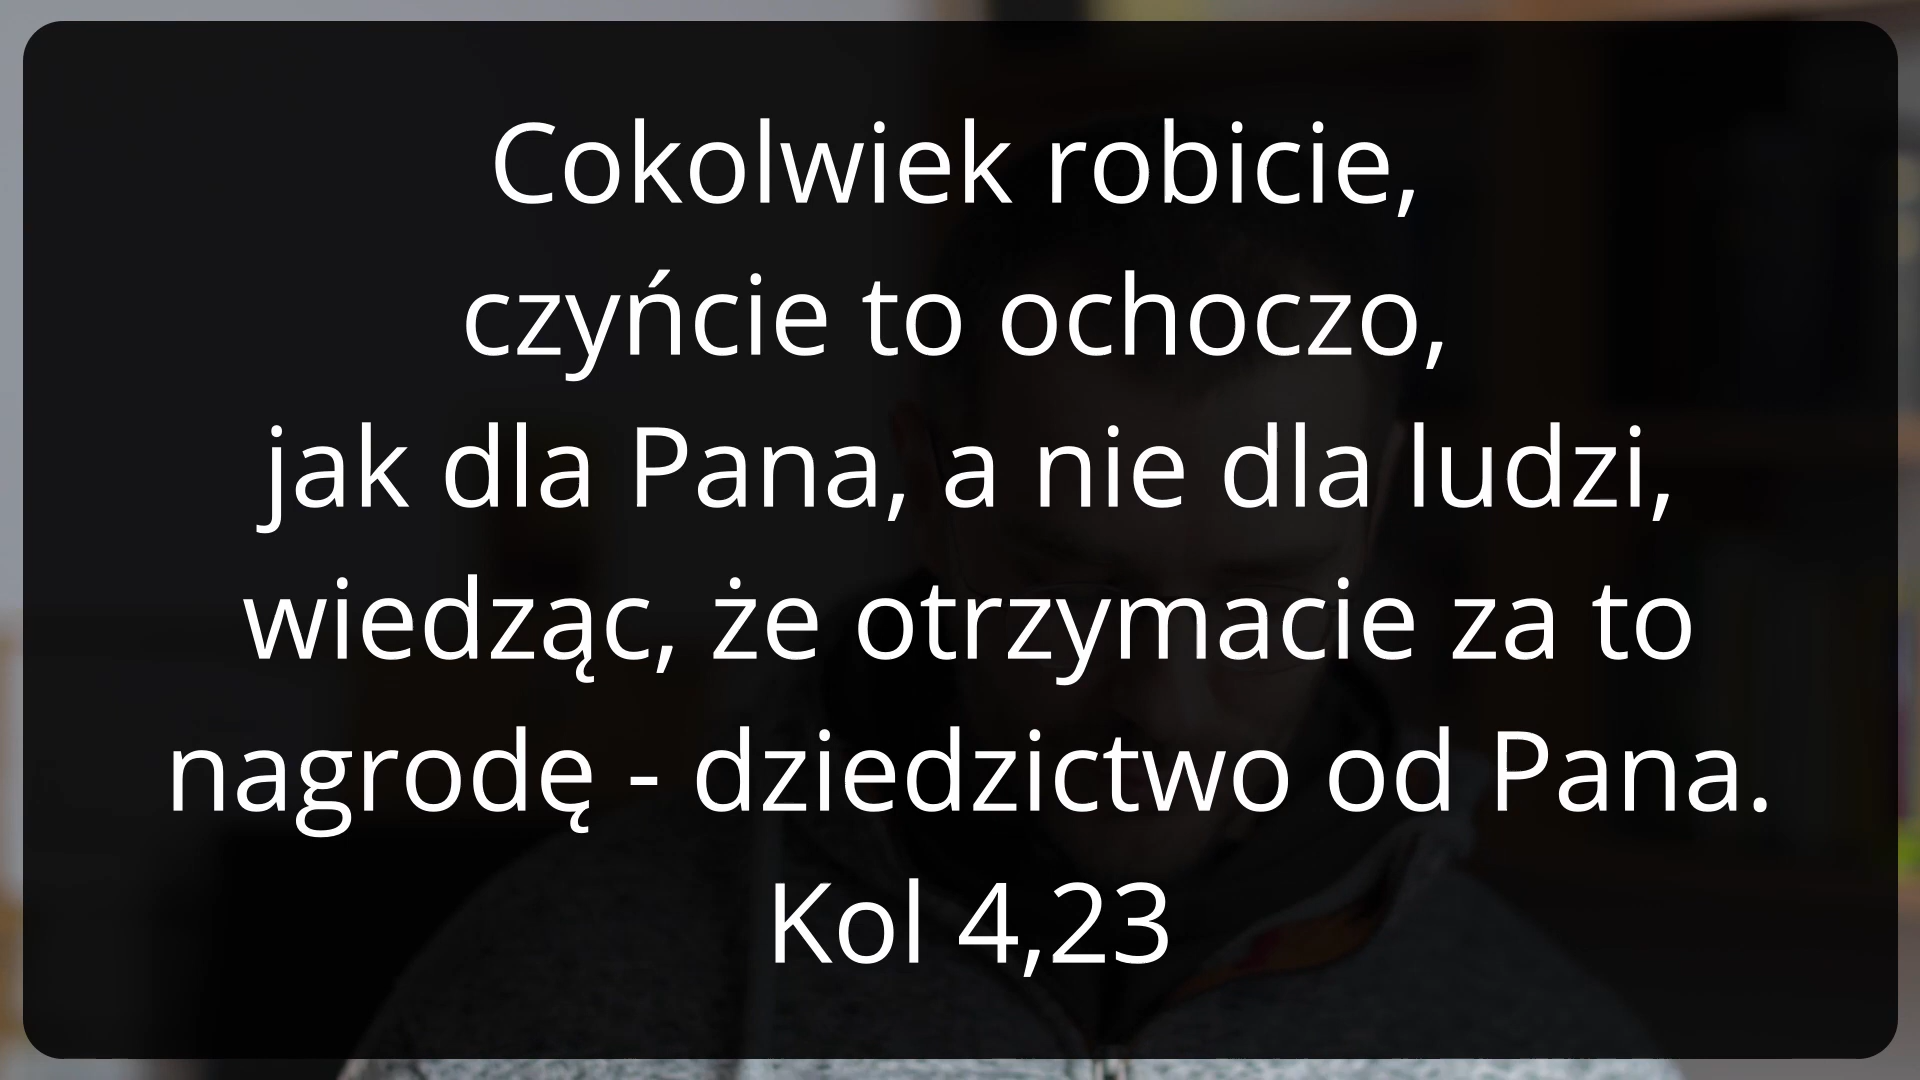 Cokolwiek robicie,
czyńcie to ochoczo,
jak dla Pana, a nie dla ludzi,
wiedząc, że otrzymacie za to
nagrodę - dziedzictwo od Pana.
Kol 4,23